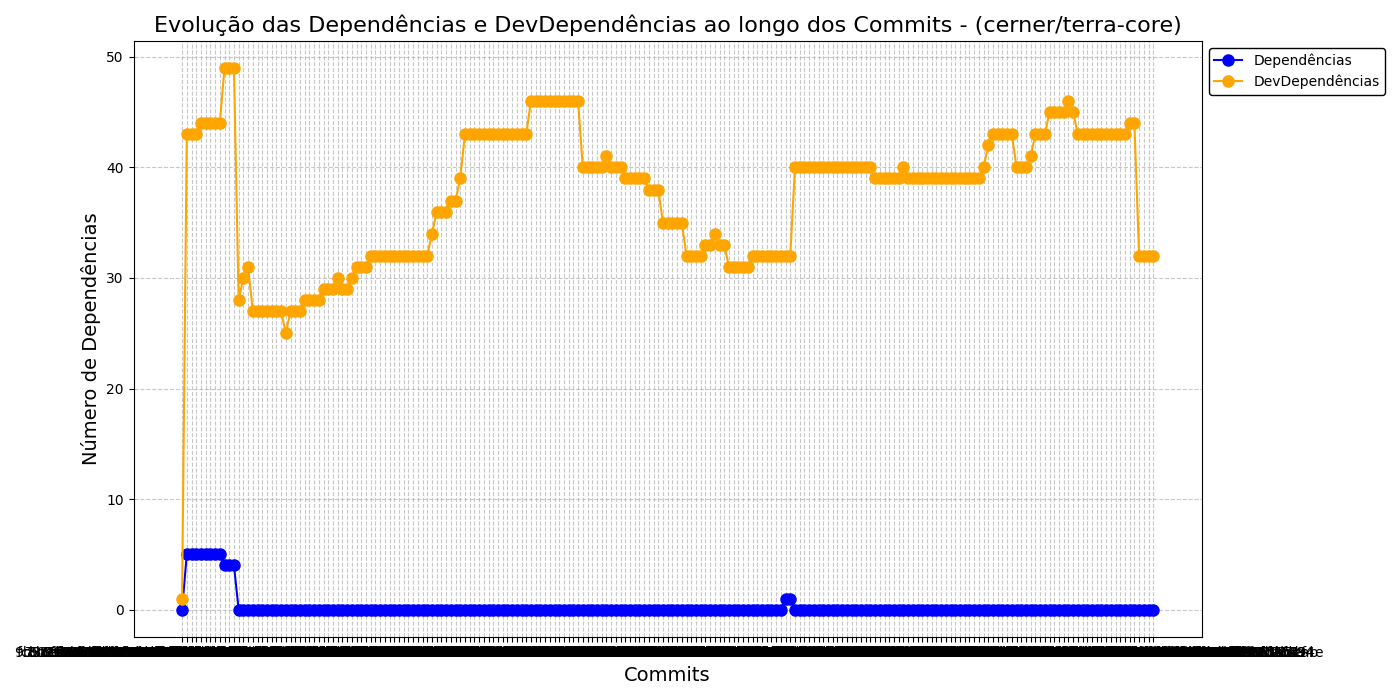 Evolução das Dependências e DevDependências ao longo dos Commits - (cerner/terra-core)
Dependências
DevDependências
50
40
30
20
10
0
Número de Dependências
Commits